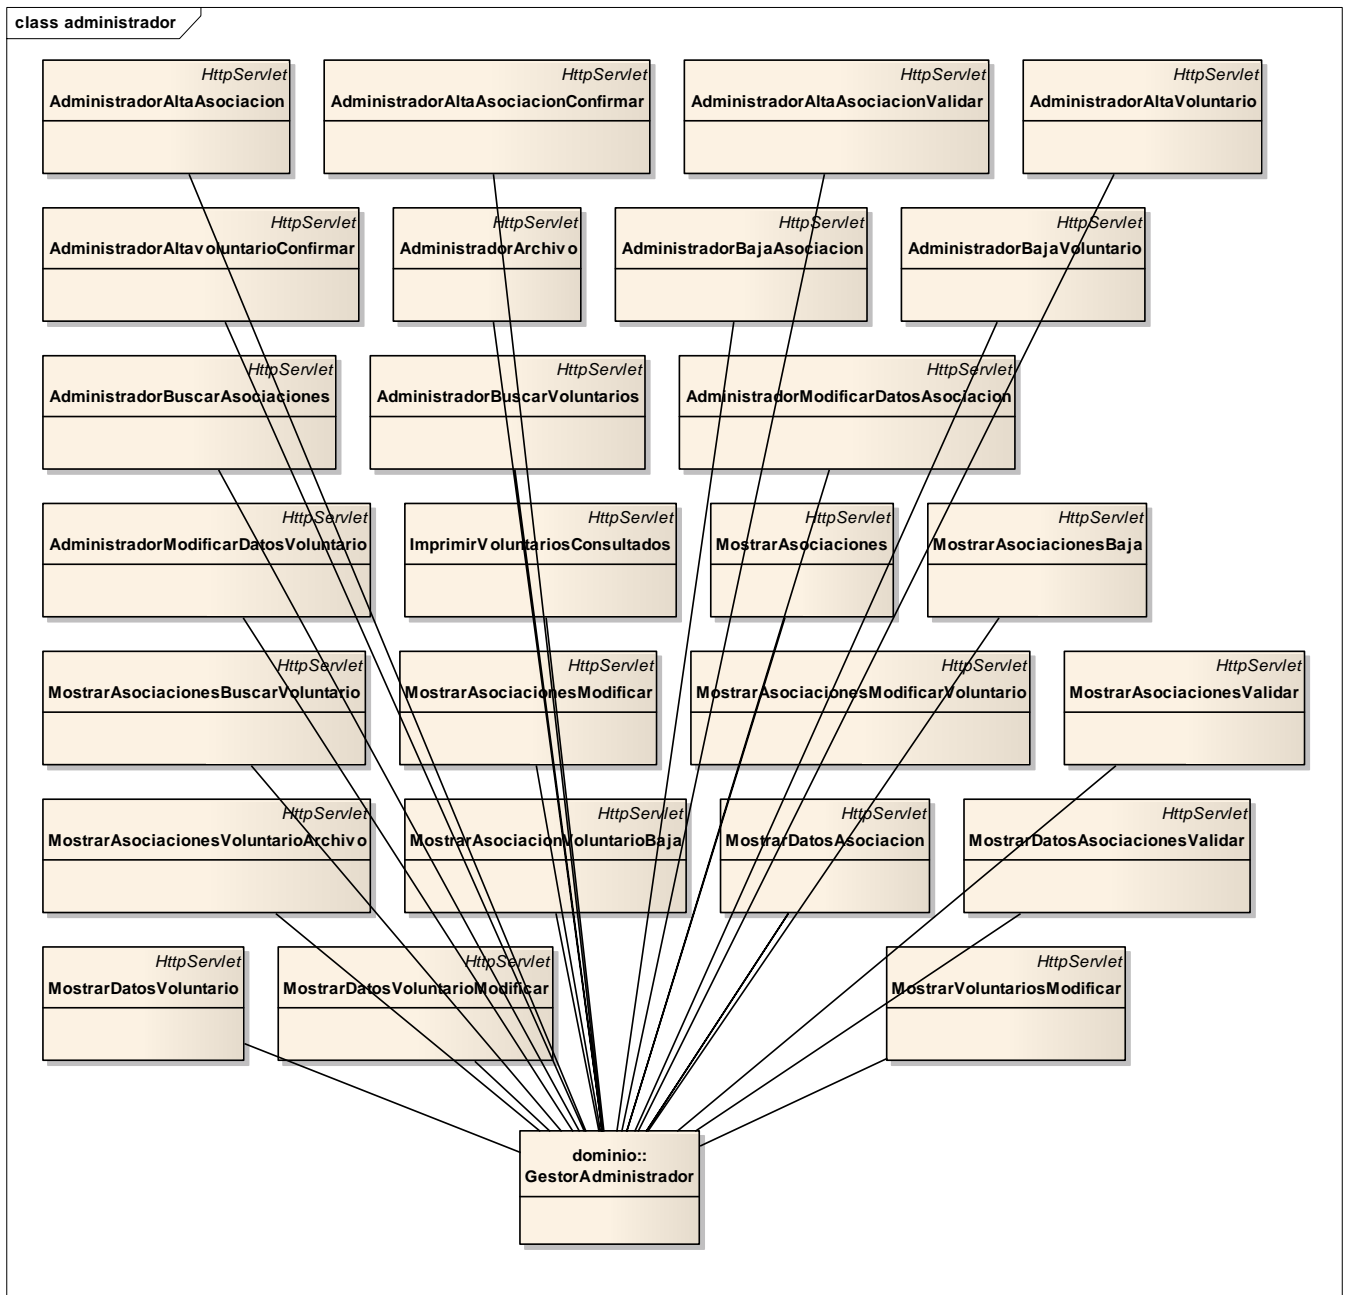 class administrador
HttpServlet
AdministradorAltaAsociacion
HttpServlet
AdministradorAltaAsociacionConfirmar
HttpServlet
AdministradorAltaAsociacionValidar
HttpServlet
AdministradorAltaVoluntario
HttpServlet
AdministradorAltavoluntarioConfirmar
HttpServlet
AdministradorArchivo
HttpServlet
AdministradorBajaAsociacion
HttpServlet
AdministradorBajaVoluntario
HttpServlet
AdministradorBuscarAsociaciones
HttpServlet
AdministradorBuscarVoluntarios
HttpServlet
AdministradorModificarDatosAsociacion
HttpServlet
AdministradorModificarDatosVoluntario
HttpServlet
ImprimirVoluntariosConsultados
HttpServlet
MostrarAsociaciones
HttpServlet
MostrarAsociacionesBaja
HttpServlet
MostrarAsociacionesBuscarVoluntario
HttpServlet
MostrarAsociacionesModificar
HttpServlet
MostrarAsociacionesModificarVoluntario
HttpServlet
MostrarAsociacionesValidar
HttpServlet
MostrarAsociacionesVoluntarioArchivo
HttpServlet
MostrarAsociacionVoluntarioBaja
HttpServlet
MostrarDatosAsociacion
HttpServlet
MostrarDatosAsociacionesValidar
HttpServlet
MostrarDatosVoluntario
HttpServlet
MostrarDatosVoluntarioModificar
HttpServlet
MostrarVoluntariosModificar
dominio::
GestorAdministrador